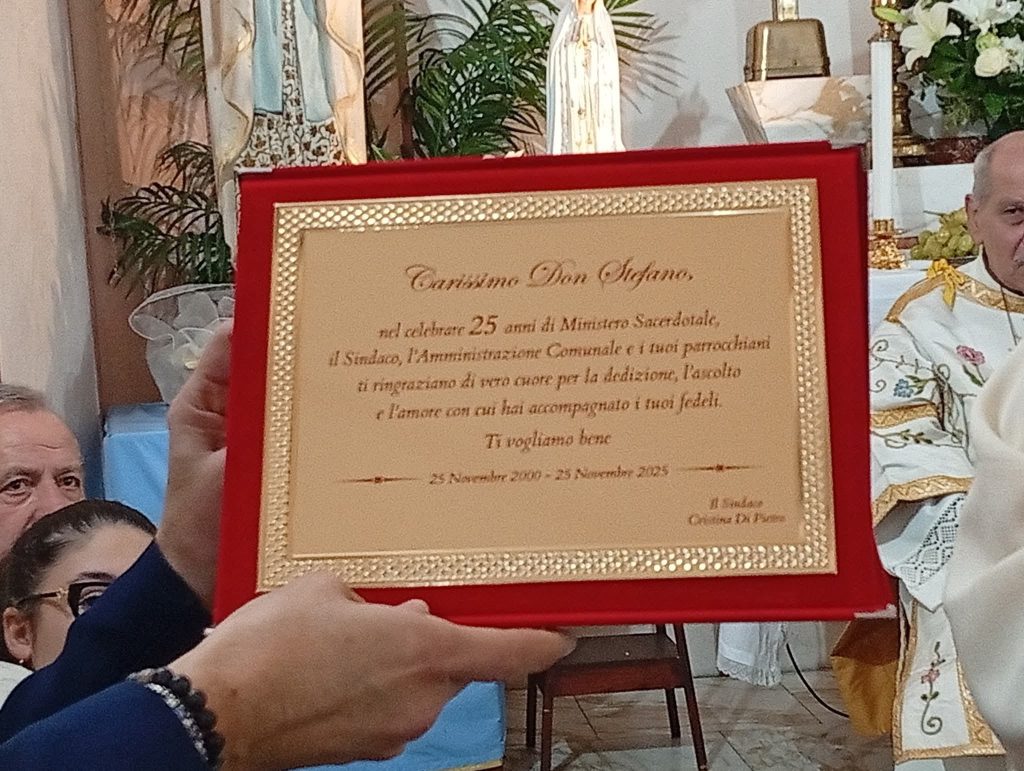 Carissimo Don Stefano,
nel celebrare 25 anni di Ministero Sacerdotale,
il Sindaco, l'Amministrazione Comunale e i tuoi parrocchiani
ti ringraziano di vero cuore per la dedizione, l'ascolto
e l'amore con cui hai accompagnato i tuoi fedeli.
Ti vogliamo bene
25 Novembre 2000 - 25 Novembre 2025
Il Sindaco
Cristina Di Pietro